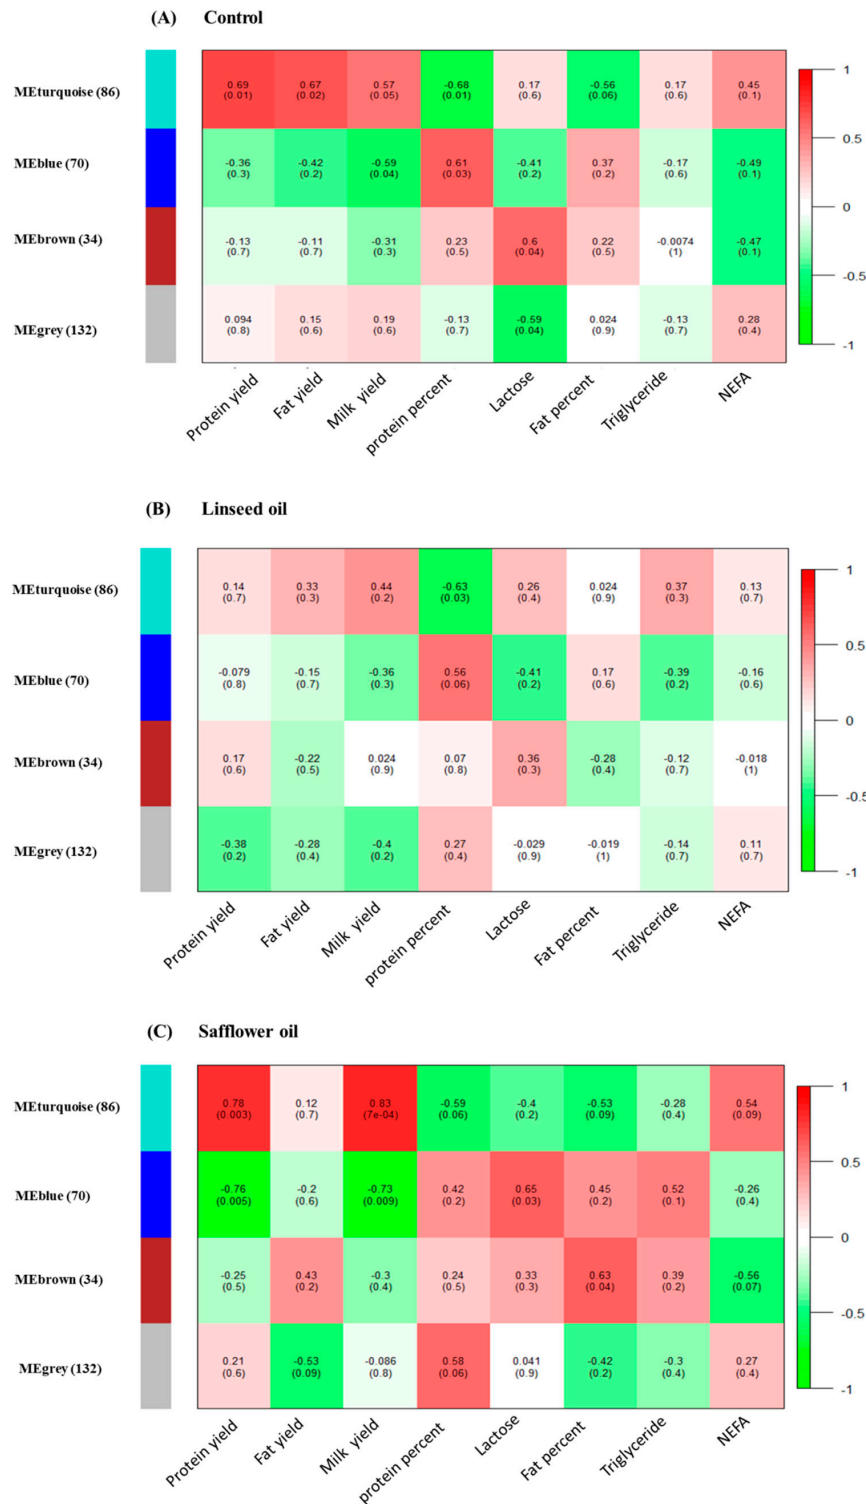 (A) Control
MEturquoise (86)
0.69 0.67 0.57 -0.68 0.17 -0.56 0.17 0.45
(0.01) (0.02) (0.05) (0.01) (0.6) (0.06) (0.6) (0.1)
MEblue (70)
-0.36 -0.42 -0.59 0.61 -0.41 0.37 -0.17 -0.49
(0.3) (0.2) (0.04) (0.03) (0.2) (0.2) (0.6) (0.1)
MEbrown (34)
-0.13 -0.11 -0.31 0.23 0.6 0.22 -0.0074 -0.47
(0.7) (0.7) (0.3) (0.5) (0.04) (0.5) (1) (0.1)
MEgrey (132)
0.094 0.15 0.19 -0.13 -0.59 0.024 -0.13 0.28
(0.8) (0.6) (0.6) (0.7) (0.04) (0.9) (0.7) (0.4)
1
0.5
0
-0.5
-1
Protein yield Fat yield Milk yield protein percent Lactose Fat percent Triglyceride NEFA
(B) Linseed oil
MEturquoise (86)
0.14 0.33 0.44 -0.63 0.26 0.024 0.37 0.13
(0.7) (0.3) (0.2) (0.03) (0.4) (0.9) (0.3) (0.7)
MEblue (70)
-0.079 -0.15 -0.36 0.56 -0.41 0.17 -0.39 -0.16
(0.8) (0.7) (0.3) (0.06) (0.2) (0.6) (0.2) (0.6)
MEbrown (34)
0.17 -0.22 0.024 0.07 0.36 -0.28 -0.12 -0.018
(0.6) (0.5) (0.9) (0.8) (0.3) (0.4) (0.7) (1)
MEgrey (132)
-0.38 -0.28 -0.4 0.27 -0.029 -0.019 -0.14 0.11
(0.2) (0.4) (0.2) (0.4) (0.9) (1) (0.7) (0.7)
1
0.5
0
-0.5
-1
Protein yield Fat yield Milk yield protein percent Lactose Fat percent Triglyceride NEFA
(C) Safflower oil
MEturquoise (86)
0.78 0.12 0.83 -0.59 -0.4 -0.53 -0.28 0.54
(0.003) (0.7) (7e-04) (0.06) (0.2) (0.09) (0.4) (0.09)
MEblue (70)
-0.76 -0.2 -0.73 0.42 0.65 0.45 0.52 -0.26
(0.005) (0.6) (0.009) (0.2) (0.03) (0.2) (0.1) (0.4)
MEbrown (34)
-0.25 0.43 -0.3 0.24 0.33 0.63 0.39 -0.56
(0.5) (0.2) (0.4) (0.5) (0.3) (0.04) (0.2) (0.07)
MEgrey (132)
0.21 -0.53 -0.086 0.58 0.041 -0.42 -0.3 0.27
(0.6) (0.09) (0.8) (0.06) (0.9) (0.2) (0.4) (0.4)
1
0.5
0
-0.5
-1
Protein yield Fat yield Milk yield protein percent Lactose Fat percent Triglyceride NEFA